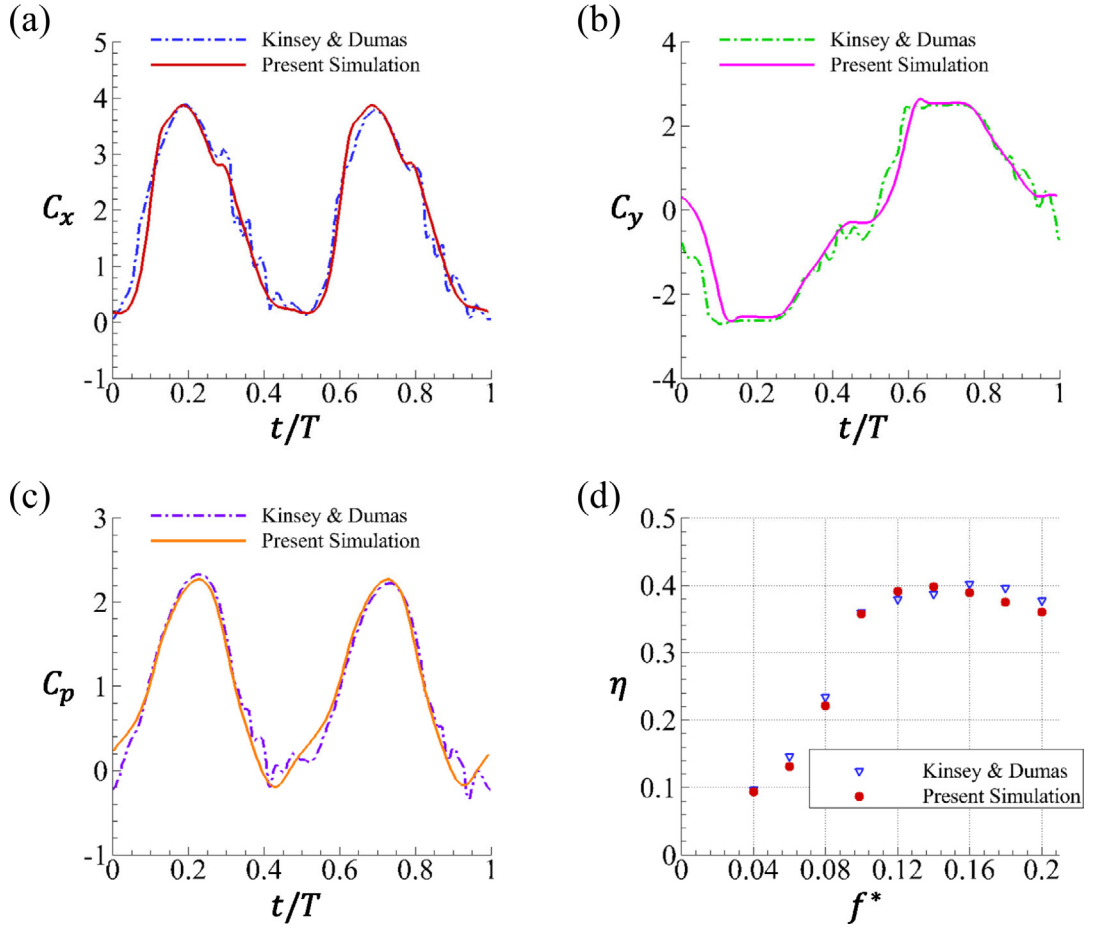 (a)
Kinsey & Dumas
Present Simulation
5
4
3
2
1
0
-1
C_x
0
0.2
0.4
0.6
0.8
1
t/T
(b)
Kinsey & Dumas
Present Simulation
4
2
0
-2
-4
C_y
0
0.2
0.4
0.6
0.8
1
t/T
(c)
Kinsey & Dumas
Present Simulation
3
2
1
0
-1
C_p
0
0.2
0.4
0.6
0.8
1
t/T
(d)
0.5
0.4
0.3
0.2
0.1
0
η
Kinsey & Dumas
Present Simulation
0
0.04
0.08
0.12
0.16
0.2
f*